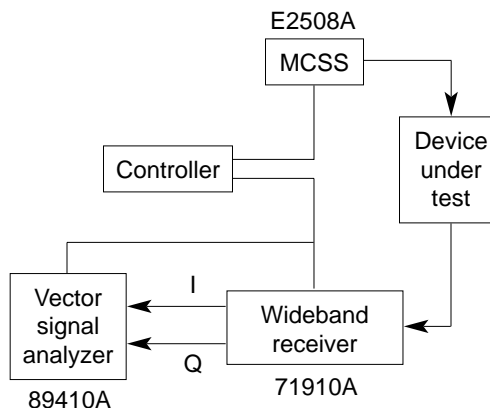 E2508A
MCSS
Device
under
test
Controller
I
Q
Vector
signal
analyzer
89410A
Wideband
receiver
71910A